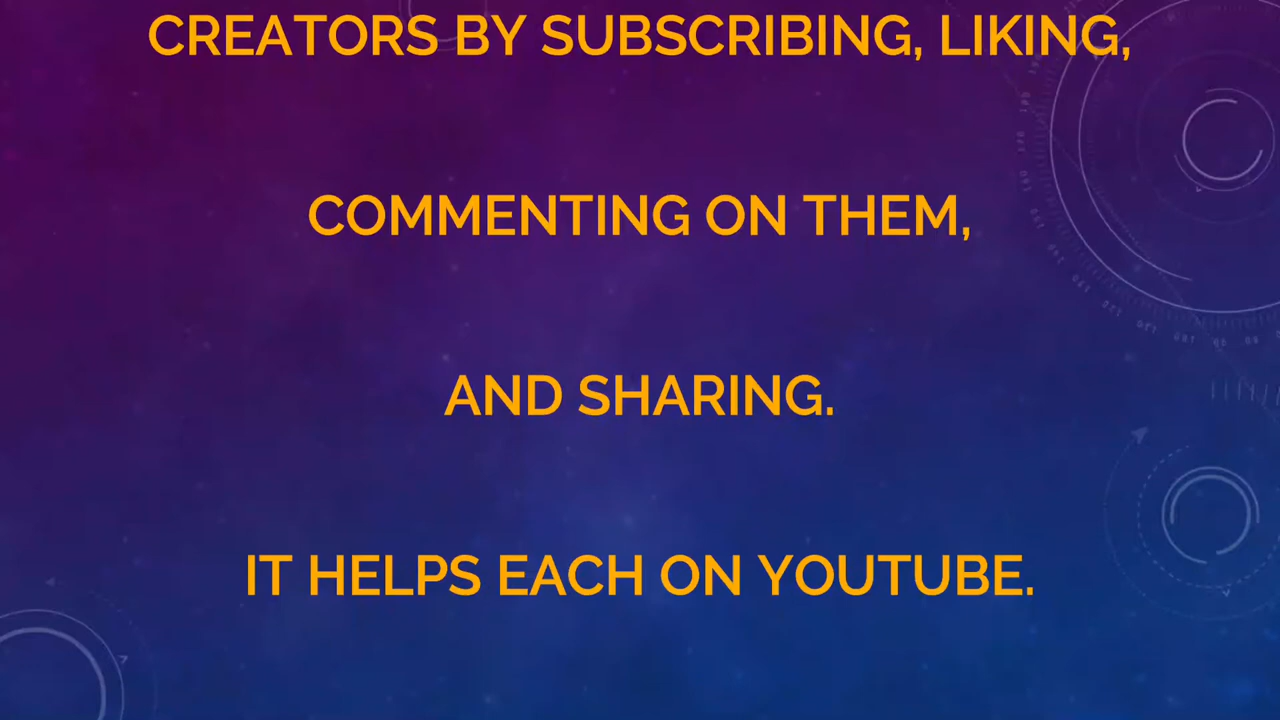 CREATORS BY SUBSCRIBING, LIKING,
COMMENTING ON THEM,
AND SHARING.
IT HELPS EACH ON YOUTUBE.